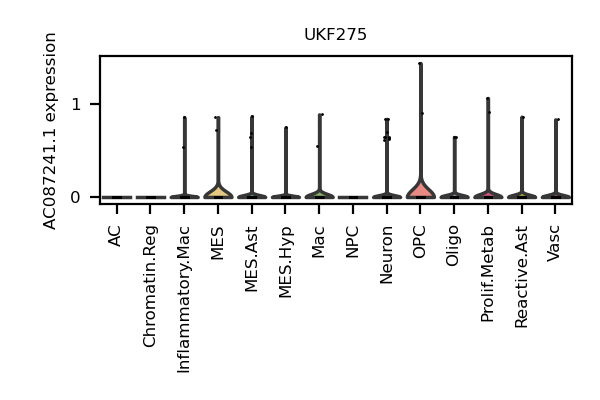 UKF275
AC087241.1 expression
1
0
AC
Chromatin.Reg
Inflammatory.Mac
MES
MES.Ast
MES.Hyp
Mac
NPC
Neuron
OPC
Oligo
Prolif.Metab
Reactive.Ast
Vasc